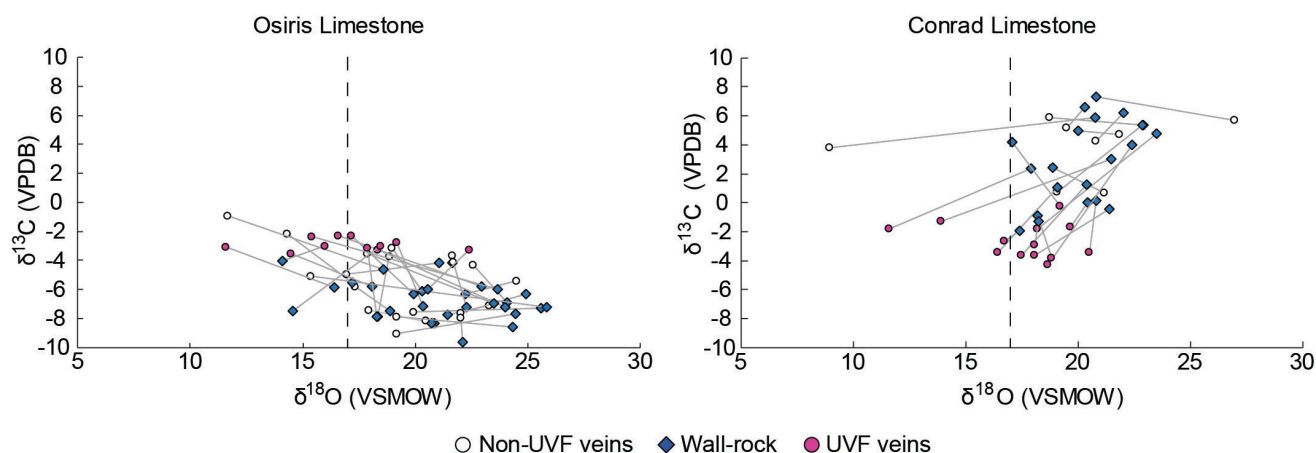 Osiris Limestone
10
8
6
4
2
0
-2
-4
-6
-8
-10
δ¹³C (VPDB)
5 10 15 20 25 30
δ¹⁸O (VSMOW)
Conrad Limestone
10
8
6
4
2
0
-2
-4
-6
-8
-10
δ¹³C (VPDB)
5 10 15 20 25 30
δ¹⁸O (VSMOW)
Non-UVF veins Wall-rock UVF veins